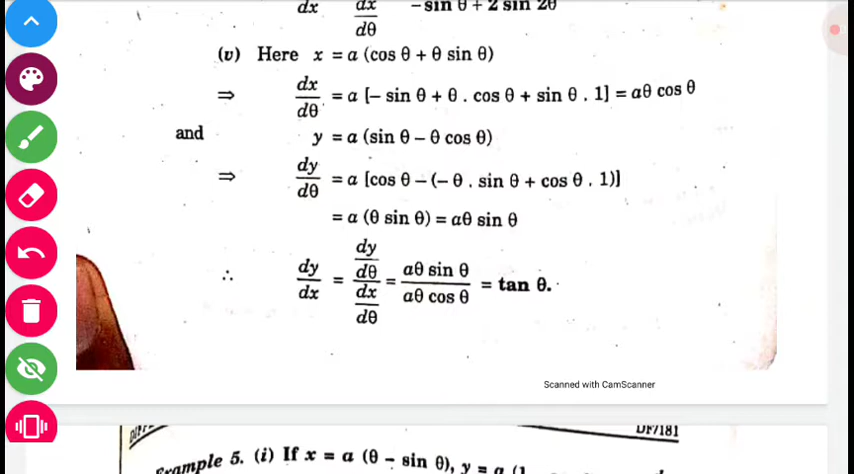 dx dx/dθ - sin θ + 2 sin 2θ
(v) Here x = a (cos θ + θ sin θ)
⇒ dx/dθ = a [– sin θ + θ . cos θ + sin θ . 1] = aθ cos θ
and y = a (sin θ – θ cos θ)
⇒ dy/dθ = a [cos θ – (– θ . sin θ + cos θ . 1)]
= a (θ sin θ) = aθ sin θ
∴ dy/dx = (dy/dθ)/(dx/dθ) = aθ sin θ/aθ cos θ = tan θ.
Scanned with CamScanner
Example 5. (i) If x = a (θ – sin θ), y = a (1